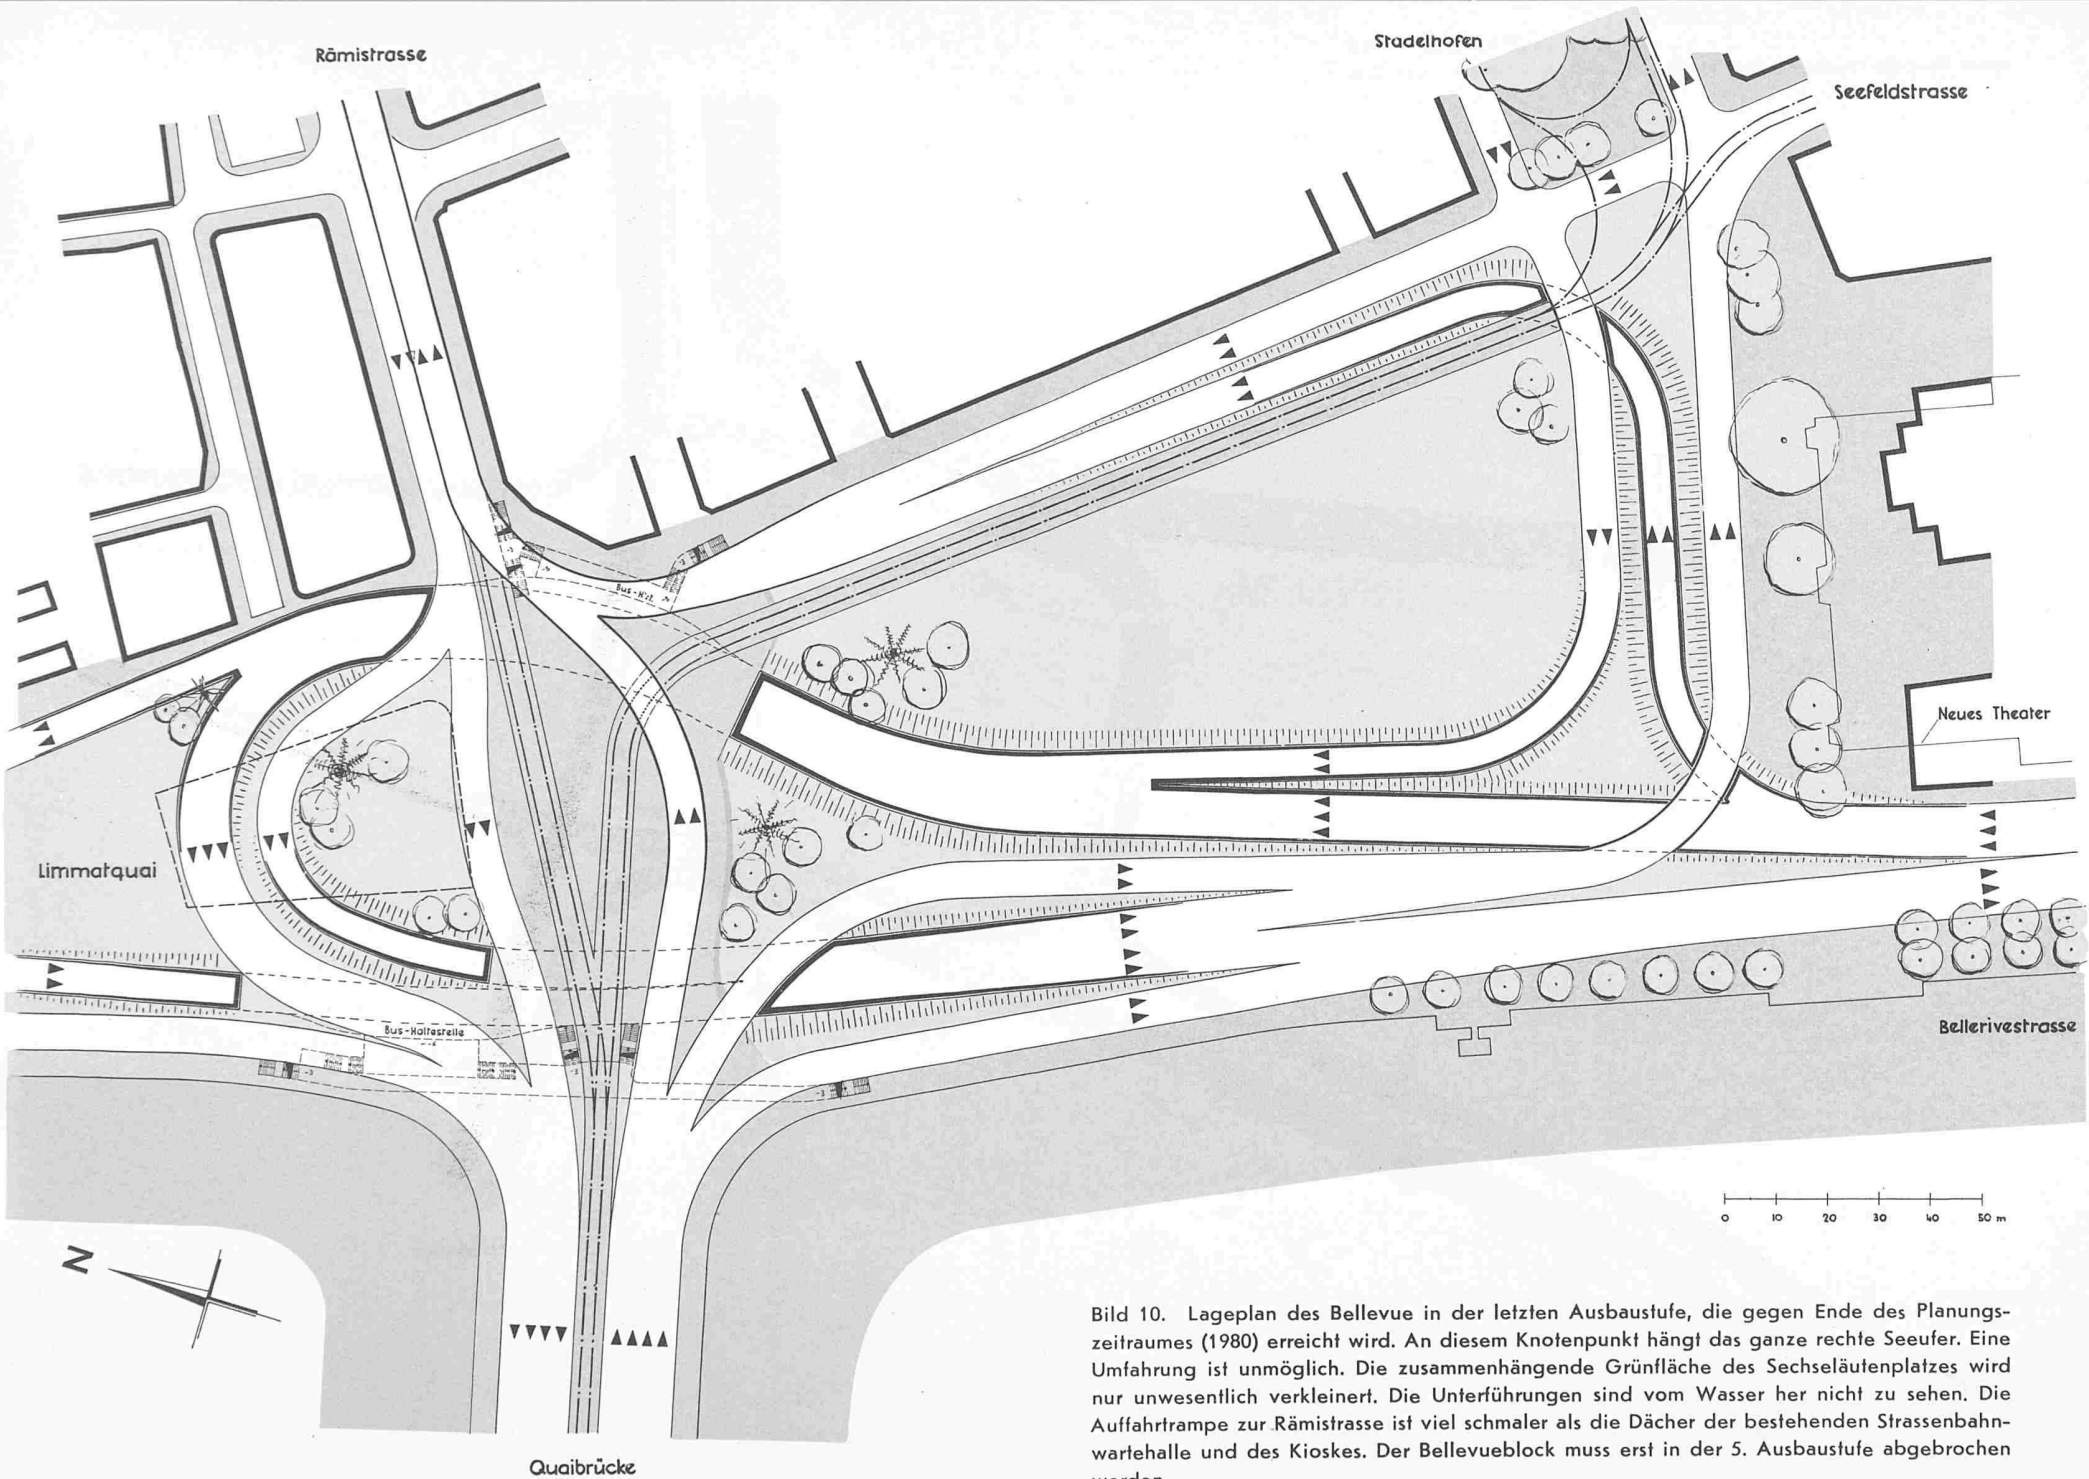 Rämistrasse
Stadelhofen
Seefeldstrasse
Bus-H'st.
Neues Theater
Limmatquai
Bus-Haltestelle
-3
-3
-3
Bellerivestrasse
0 10 20 30 40 50 m
N
Bild 10. Lageplan des Bellevue in der letzten Ausbaustufe, die gegen Ende des Planungs-
zeitraumes (1980) erreicht wird. An diesem Knotenpunkt hängt das ganze rechte Seeufer. Eine
Umfahrung ist unmöglich. Die zusammenhängende Grünfläche des Sechseläutenplatzes wird
nur unwesentlich verkleinert. Die Unterführungen sind vom Wasser her nicht zu sehen. Die
Auffahrtrampe zur Rämistrasse ist viel schmaler als die Dächer der bestehenden Strassenbahn-
wartehalle und des Kioskes. Der Bellevueblock muss erst in der 5. Ausbaustufe abgebrochen
Quaibrücke